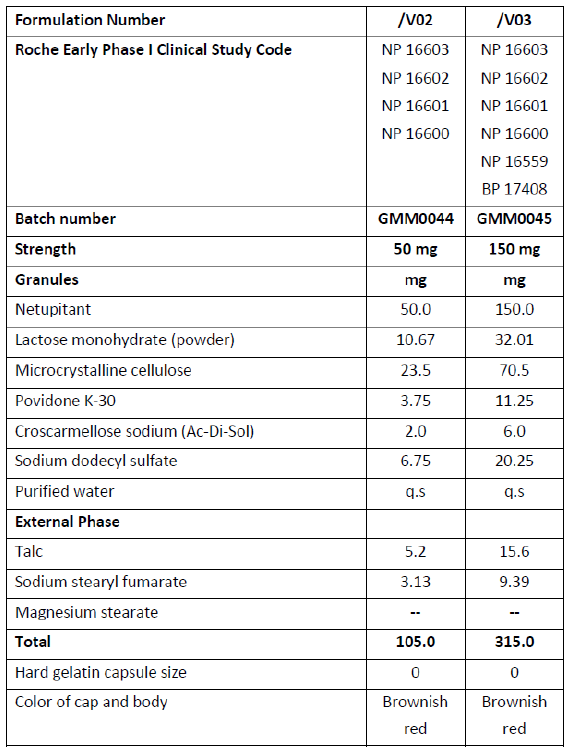 Formulation Number /V02 /V03
Roche Early Phase I Clinical Study Code NP 16603 NP 16603
NP 16602 NP 16602
NP 16601 NP 16601
NP 16600 NP 16600
NP 16559
BP 17408
Batch number GMM0044 GMM0045
Strength 50 mg 150 mg
Granules mg mg
Netupitant 50.0 150.0
Lactose monohydrate (powder) 10.67 32.01
Microcrystalline cellulose 23.5 70.5
Povidone K-30 3.75 11.25
Croscarmellose sodium (Ac-Di-Sol) 2.0 6.0
Sodium dodecyl sulfate 6.75 20.25
Purified water q.s q.s
External Phase
Talc 5.2 15.6
Sodium stearyl fumarate 3.13 9.39
Magnesium stearate -- --
Total 105.0 315.0
Hard gelatin capsule size 0 0
Color of cap and body Brownish Brownish
red red